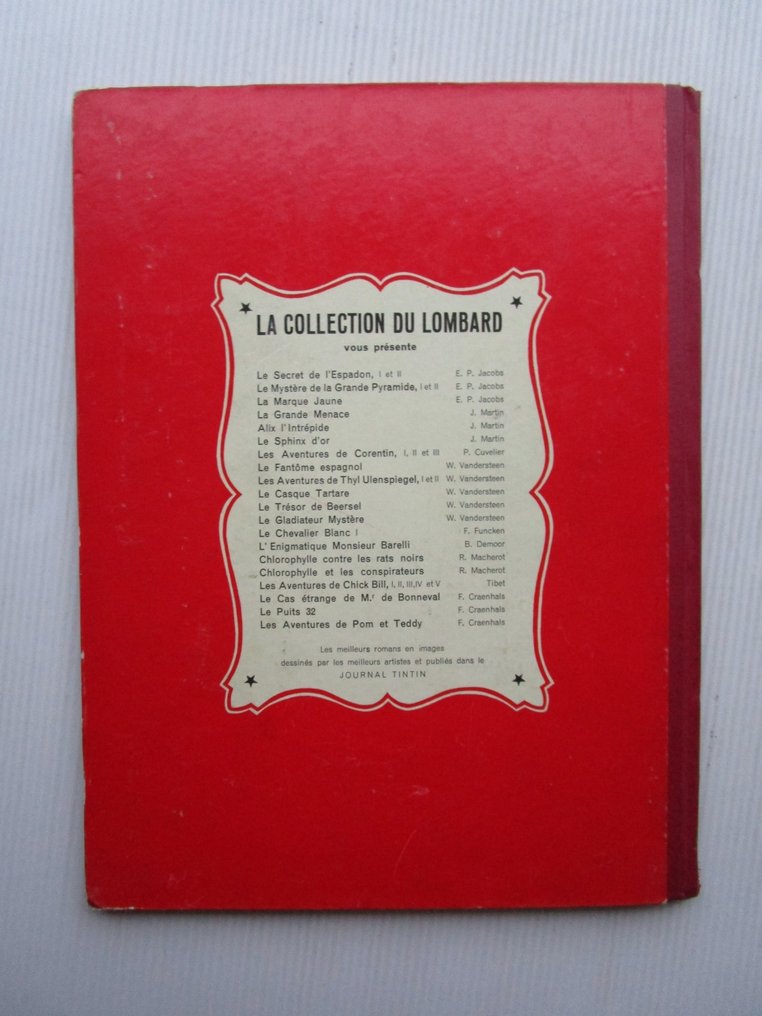 LA COLLECTION DU LOMBARD
vous présente
Le Secret de l'Espadon, I et II E. P. Jacobs
Le Mystère de la Grande Pyramide, I et II E. P. Jacobs
La Marque Jaune E. P. Jacobs
La Grande Menace J. Martin
Alix l'Intrépide J. Martin
Le Sphinx d'or J. Martin
Les Aventures de Corentin, I, II et III P. Cuvelier
Le Fantôme espagnol W. Vandersteen
Les Aventures de Thyl Ulenspiegel, I et II W. Vandersteen
Le Casque Tartare W. Vandersteen
Le Trésor de Beersel W. Vandersteen
Le Gladiateur Mystère W. Vandersteen
Le Chevalier Blanc I F. Funcken
L'Enigmatique Monsieur Barelli B. Demoor
Chlorophylle contre les rats noirs R. Macherot
Chlorophylle et les conspirateurs R. Macherot
Les Aventures de Chick Bill, I, II, III, IV et V Tibet
Le Cas étrange de Mr de Bonneval F. Craenhals
Le Puits 32 F. Craenhals
Les Aventures de Pom et Teddy F. Craenhals
Les meilleurs romans en images
dessinés par les meilleurs artistes et publiés dans le
JOURNAL TINTIN